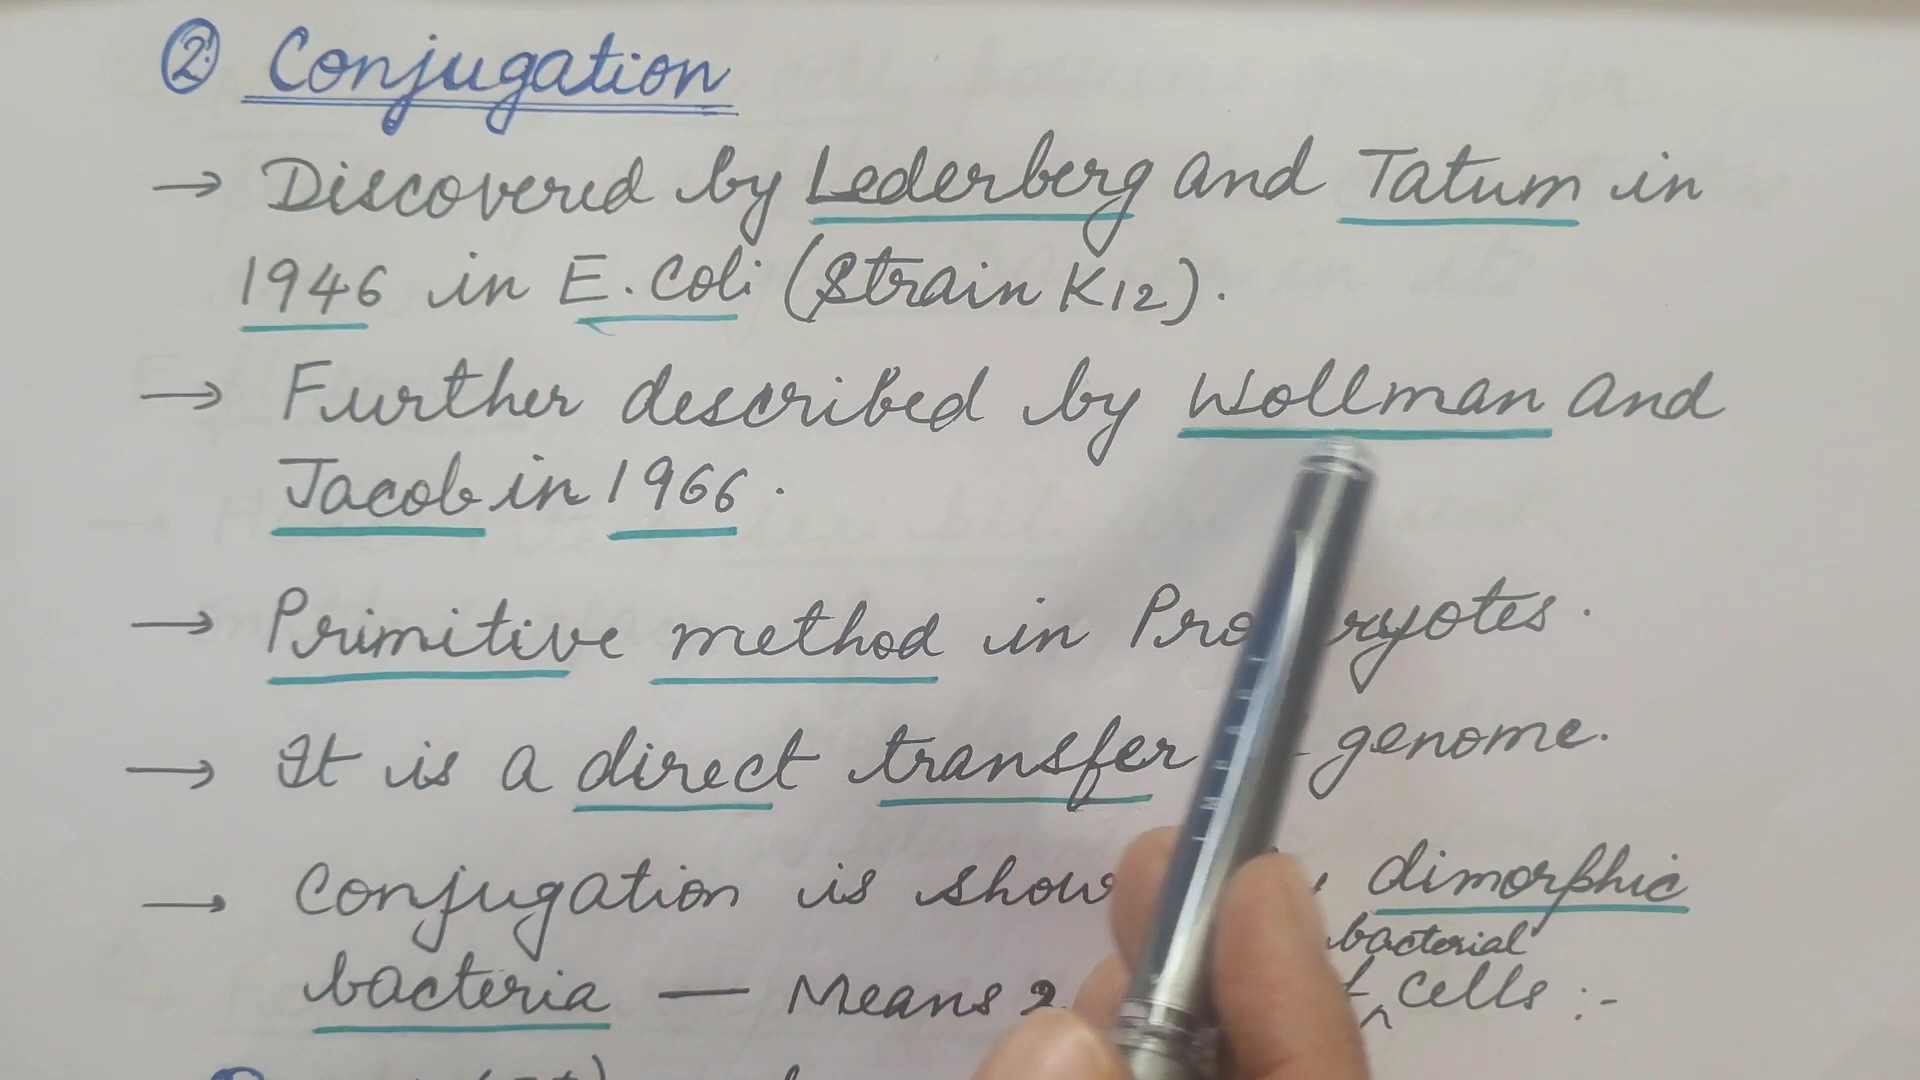 ② Conjugation
→ Discovered by Lederberg and Tatum in
1946 in E. Coli (Strain K12).
→ Further described by Wollman and
Jacob in 1966.
→ Primitive method in Pro ryotes.
→ It is a direct transfer genome.
→ Conjugation is show dimorphic
bacterial
bacteria — Means 2 cells :-